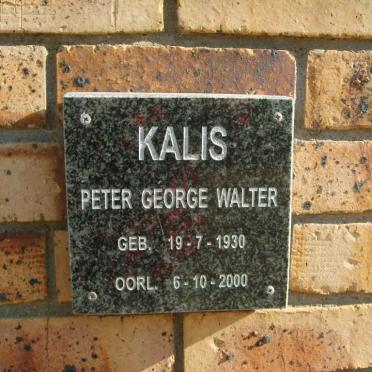 KALIS
PETER GEORGE WALTER
GEB. 19-7-1930
OORL. 6-10-2000